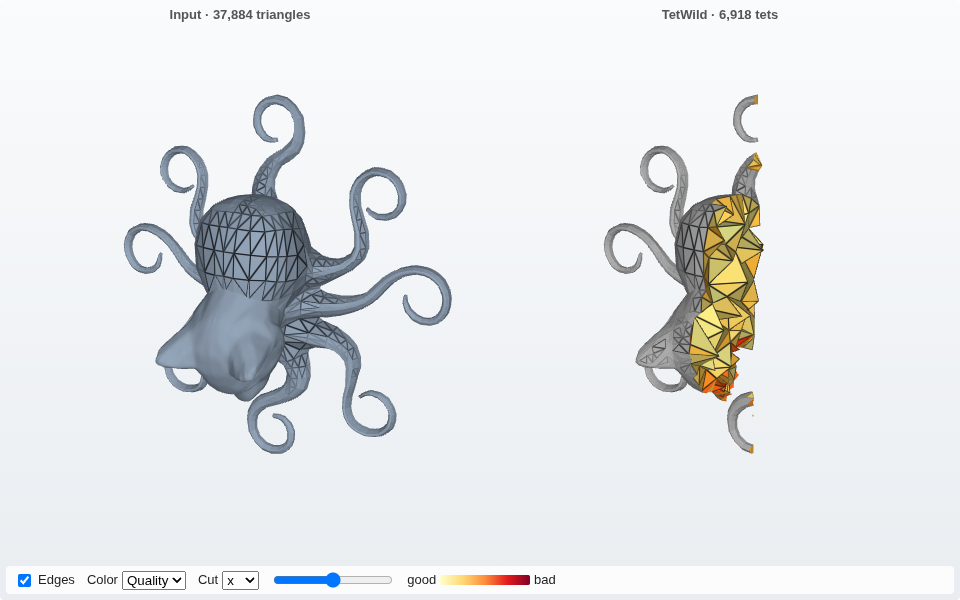 Input · 37,884 triangles
TetWild · 6,918 tets
Edges Color Quality Cut x good bad